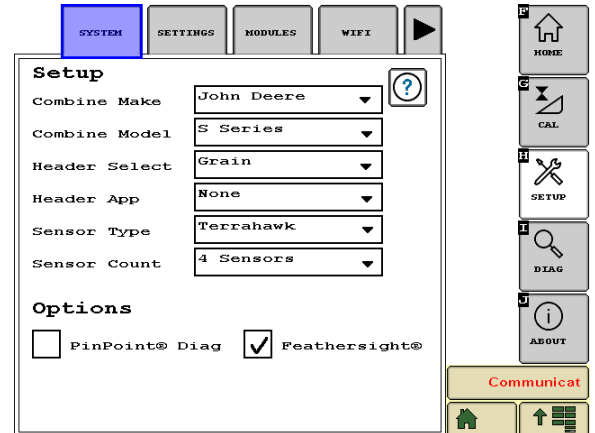 SYSTEM SETTINGS MODULES WIFI
Setup
Combine Make John Deere
Combine Model S Series
Header Select Grain
Header App None
Sensor Type Terrahawk
Sensor Count 4 Sensors
Options
PinPoint® Diag Feathersight®
?
F
HOME
G
CAL
H
SETUP
I
DIAG
J
i
ABOUT
Communicat